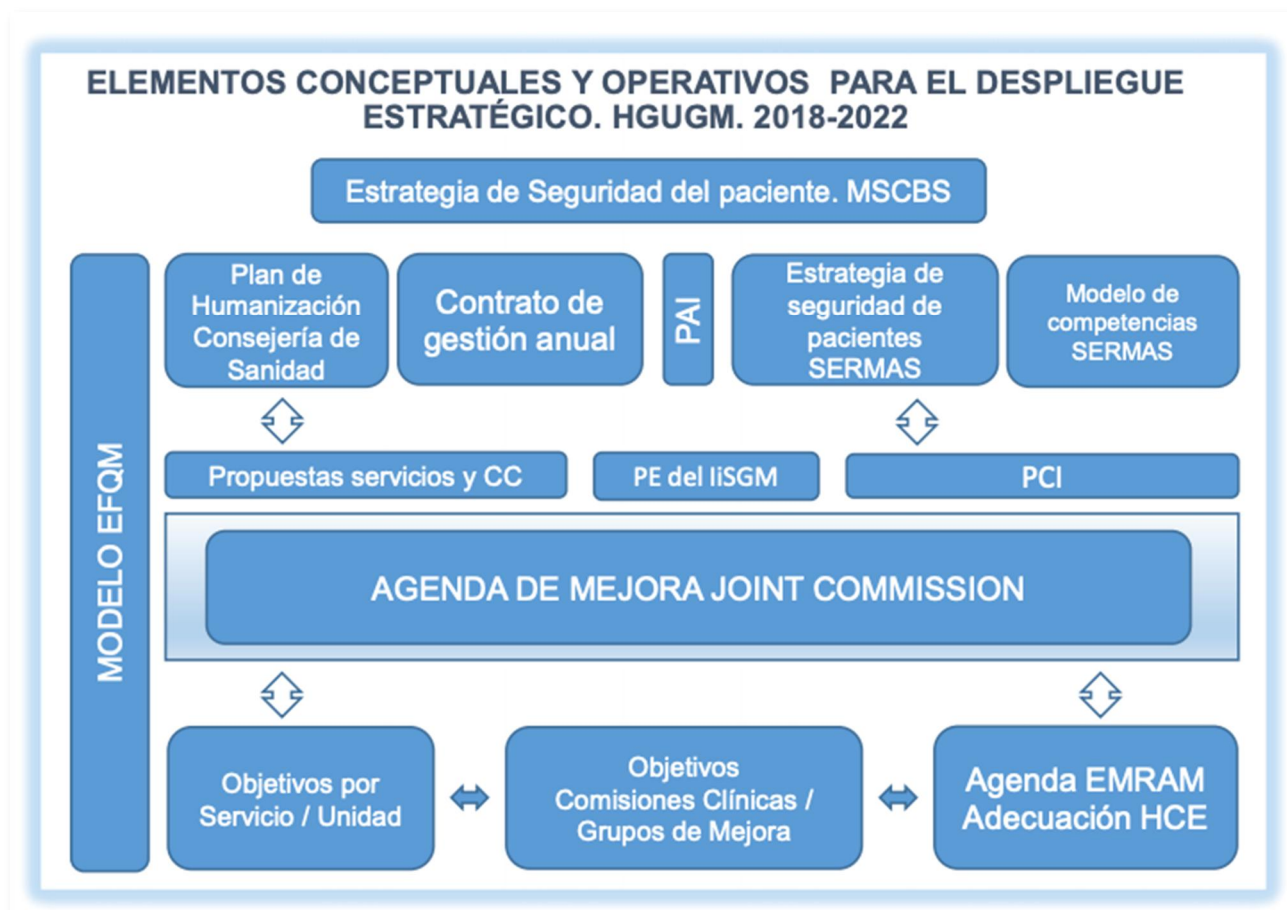 ELEMENTOS CONCEPTUALES Y OPERATIVOS PARA EL DESPLIEGUE
ESTRATÉGICO. HGUGM. 2018-2022
Estrategia de Seguridad del paciente. MSCBS
MODELO EFQM
Plan de
Humanización
Consejería de
Sanidad
Contrato de
gestión anual
PAI
Estrategia de
seguridad de
pacientes
SERMAS
Modelo de
competencias
SERMAS
Propuestas servicios y CC
PE del IiSGM
PCI
AGENDA DE MEJORA JOINT COMMISSION
Objetivos por
Servicio / Unidad
Objetivos
Comisiones Clínicas /
Grupos de Mejora
Agenda EMRAM
Adecuación HCE